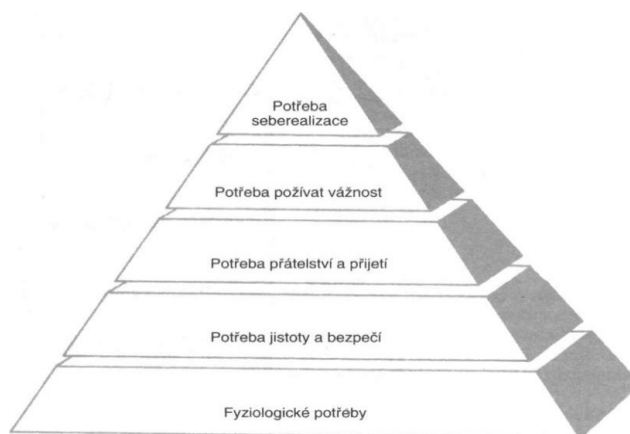 Potřeba
seberealizace
Potřeba požívat vážnost
Potřeba přátelství a přijetí
Potřeba jistoty a bezpečí
Fyziologické potřeby